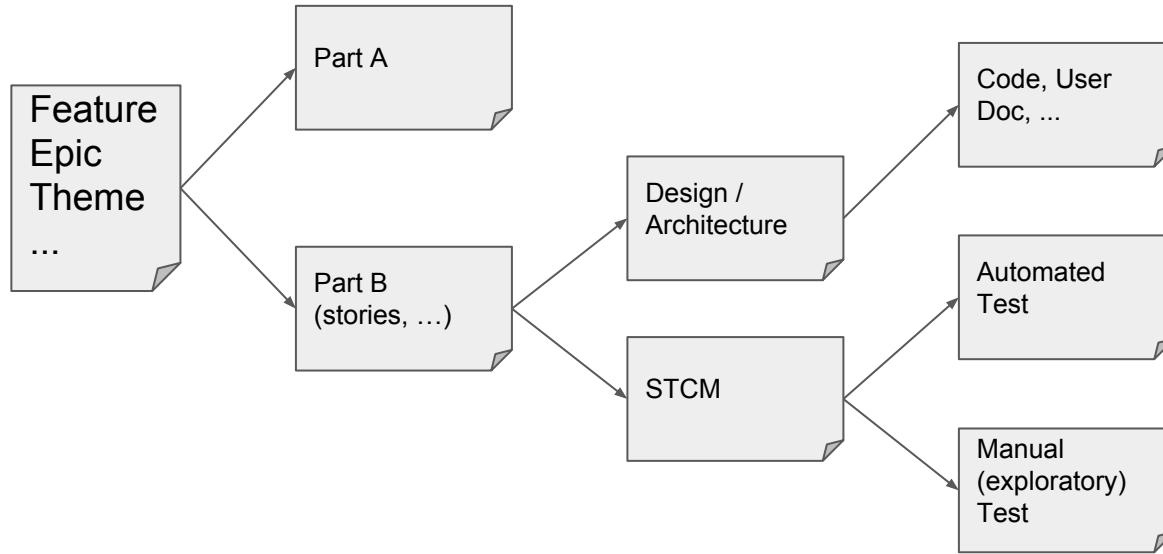 Feature
Epic
Theme
...
Part A
Part B
(stories, …)
Design /
Architecture
STCM
Code, User
Doc, ...
Automated
Test
Manual
(exploratory)
Test